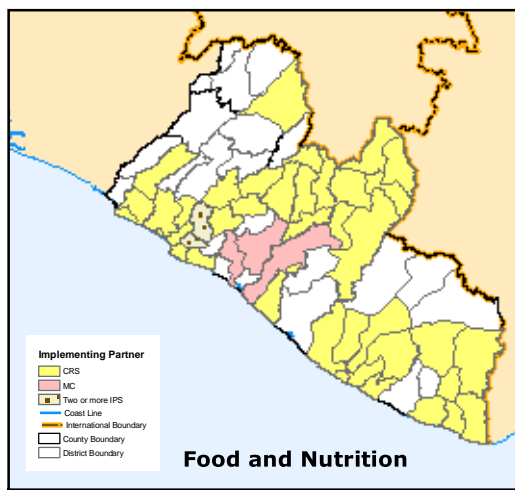 Implementing Partner
CRS
MC
Two or more IPS
Coast Line
International Boundary
County Boundary
District Boundary
Food and Nutrition